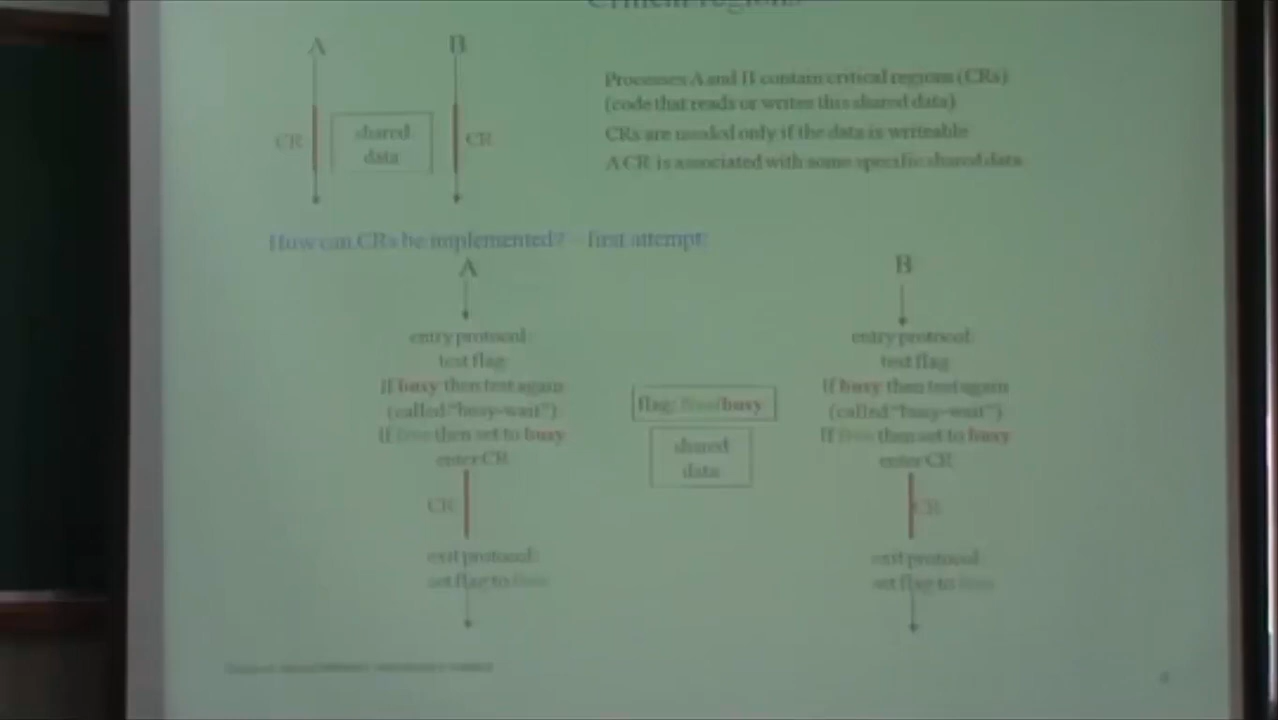 Critical regions
A
B
Processes A and B contain critical regions (CRs)
(code that reads or writes this shared data)
CRs are needed only if the data is writeable
A CR is associated with some specific shared data
CR
shared
data
CR
How can CRs be implemented? - first attempt:
A
entry protocol:
test flag:
If busy then test again
(called "busy-wait")
If free then set to busy
enter CR
CR
exit protocol:
set flag to free
flag: free/busy
shared
data
B
entry protocol:
test flag
If busy then test again
(called "busy-wait")
If free then set to busy
enter CR
CR
exit protocol:
set flag to free